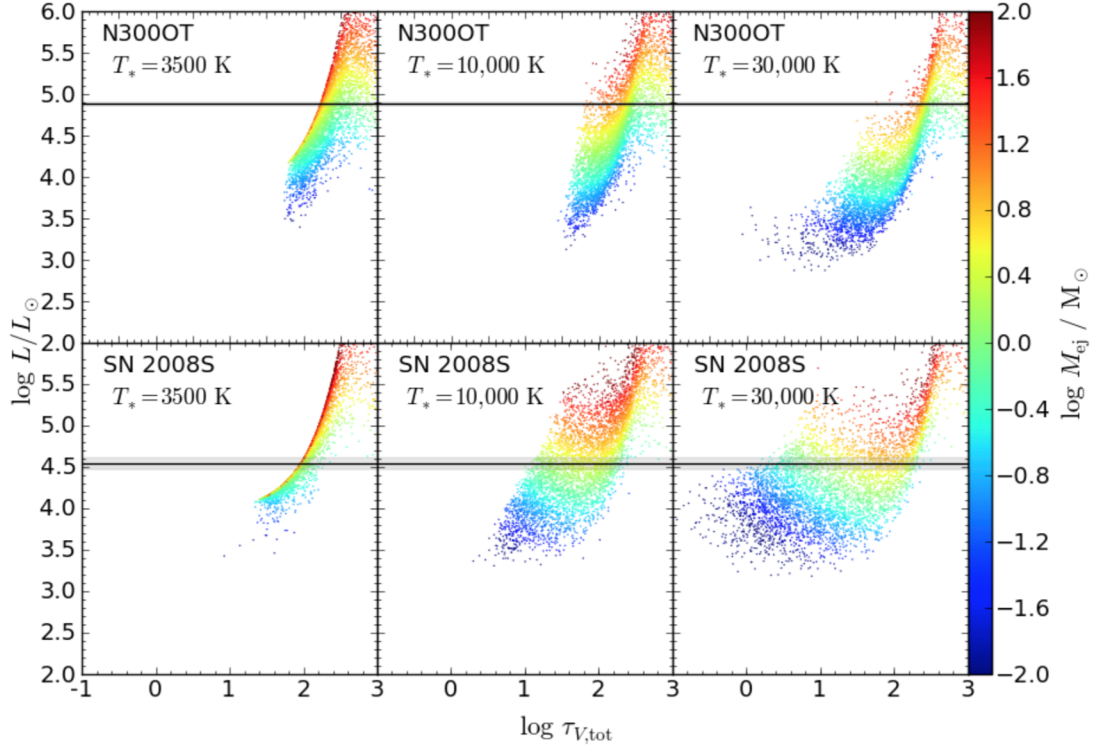 6.0
5.5
5.0
4.5
4.0
3.5
3.0
2.5
2.0
5.5
5.0
4.5
4.0
3.5
3.0
2.5
2.0
log L/L☉
N300OT
T* = 3500 K
N300OT
T* = 10,000 K
N300OT
T* = 30,000 K
SN 2008S
T* = 3500 K
SN 2008S
T* = 10,000 K
SN 2008S
T* = 30,000 K
-1 0 1 2 3 0 1 2 3 0 1 2 3
log τV,tot
2.0
1.6
1.2
0.8
0.4
0.0
−0.4
−0.8
−1.2
−1.6
−2.0
log Mej / M☉